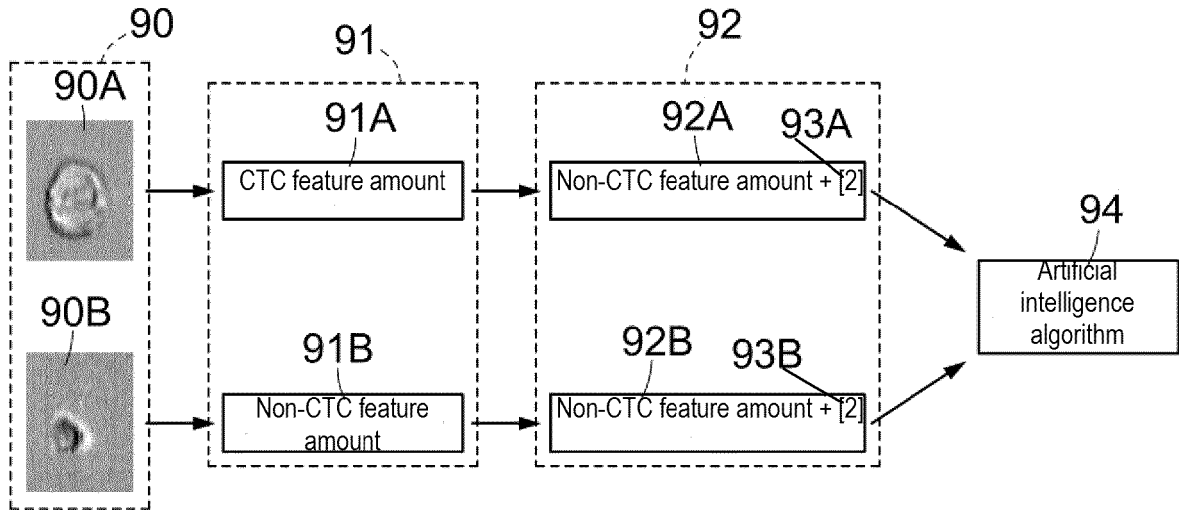 90
91
92
90A
91A
92A
93A
CTC feature amount
Non-CTC feature amount + [2]
94
Artificial
intelligence
algorithm
90B
91B
92B
93B
Non-CTC feature
amount
Non-CTC feature amount + [2]